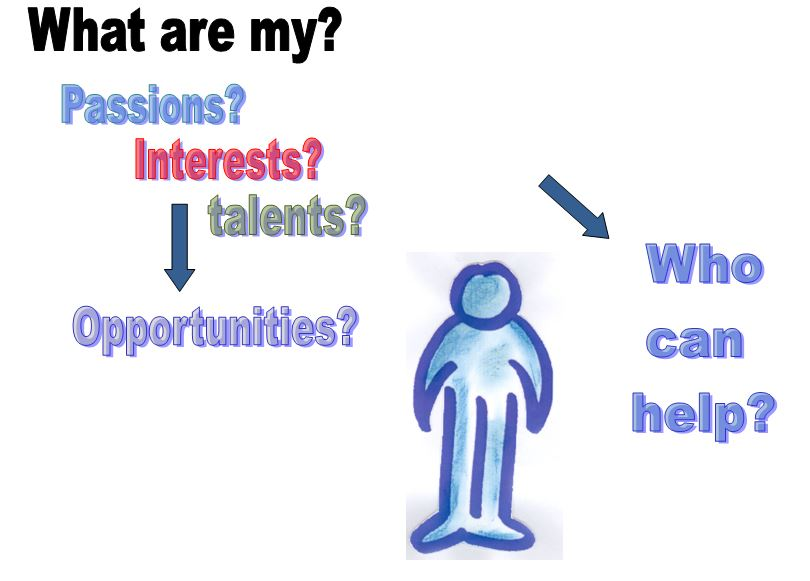 What are my?
Passions?
Interests?
talents?
Opportunities?
Who
can
help?